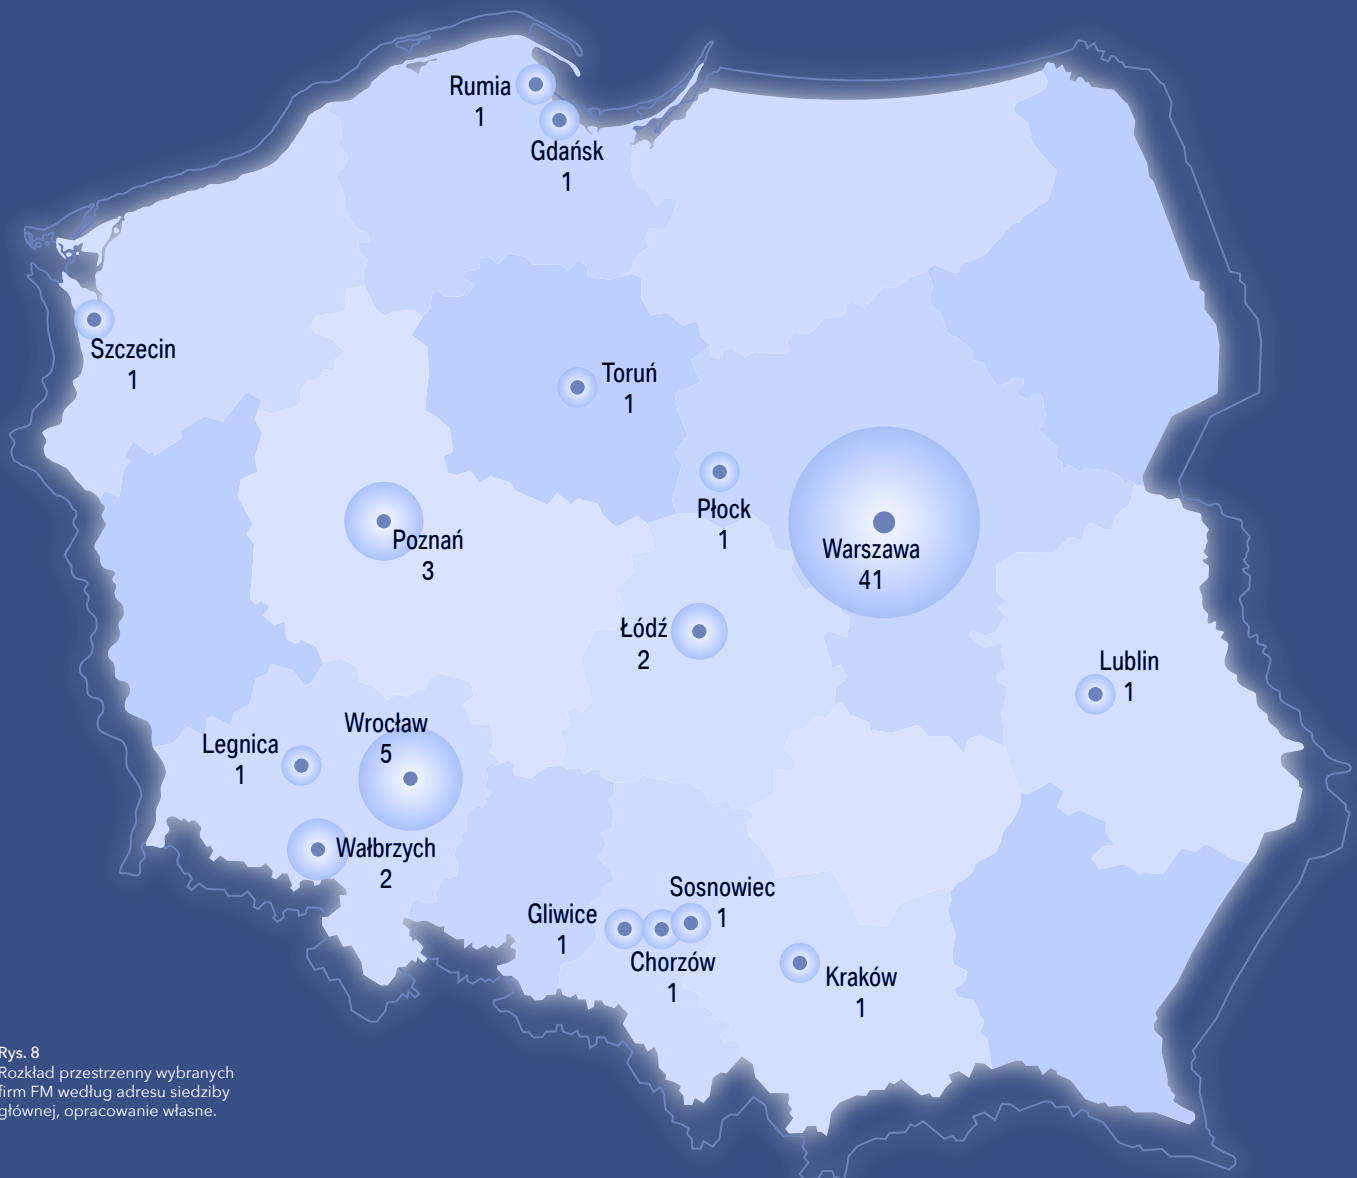 Rumia
1
Gdańsk
1
Szczecin
1
Toruń
1
Płock
1
Poznań
3
Warszawa
41
Łódź
2
Lublin
1
Wrocław
5
Legnica
1
Wałbrzych
2
Sosnowiec
1
Gliwice
1
Chorzów
1
Kraków
1
Rys. 8
Rozkład przestrzenny wybranych
firm FM według adresu siedziby
głównej, opracowanie własne.